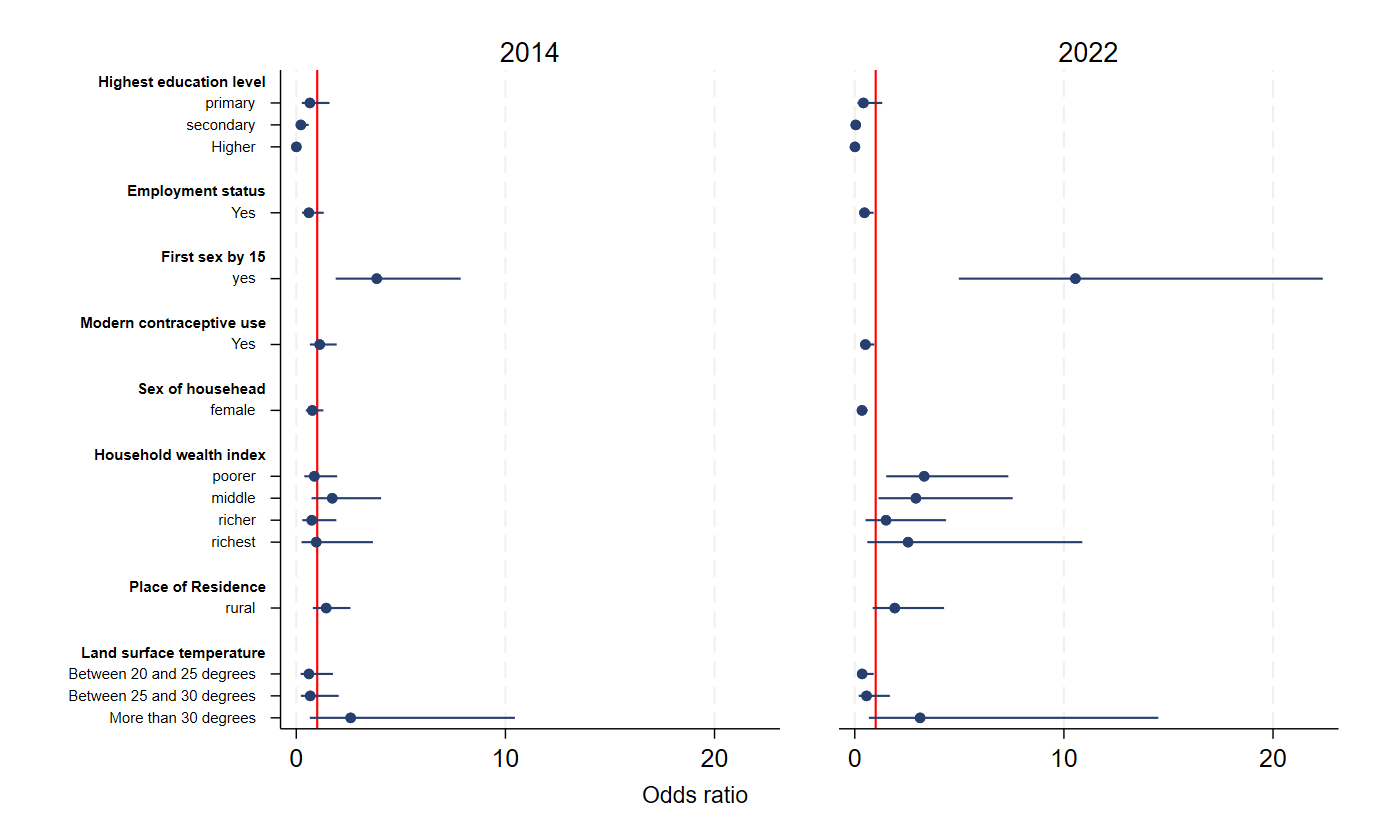 2014
2022
Highest education level
primary
secondary
Higher
Employment status
Yes
First sex by 15
yes
Modern contraceptive use
Yes
Sex of househead
female
Household wealth index
poorer
middle
richer
richest
Place of Residence
rural
Land surface temperature
Between 20 and 25 degrees
Between 25 and 30 degrees
More than 30 degrees
0 10 20
0 10 20
Odds ratio